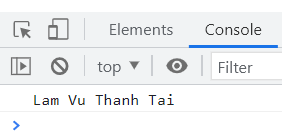 Elements Console
top Filter
Lam Vu Thanh Tai